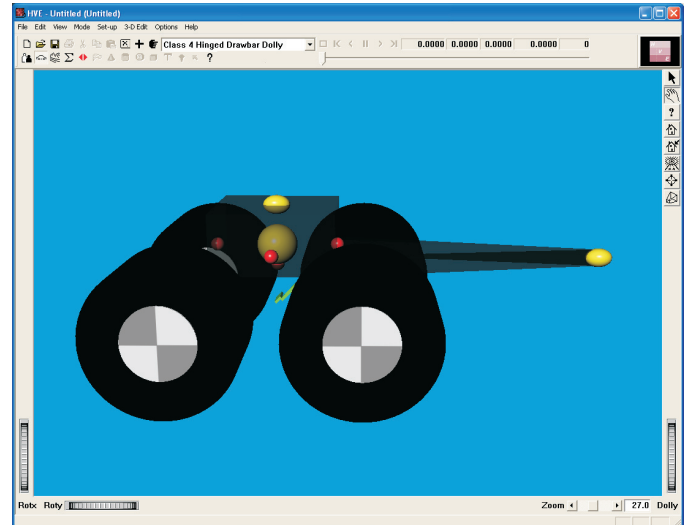 HVE - Untitled (Untitled)
File Edit View Mode Set-up 3-D Edit Options Help
Class 4 Hinged Drawbar Dolly 0.0000 0.0000 0.0000 0.0000 0
?
?
Rotx Roty Zoom 27.0 Dolly